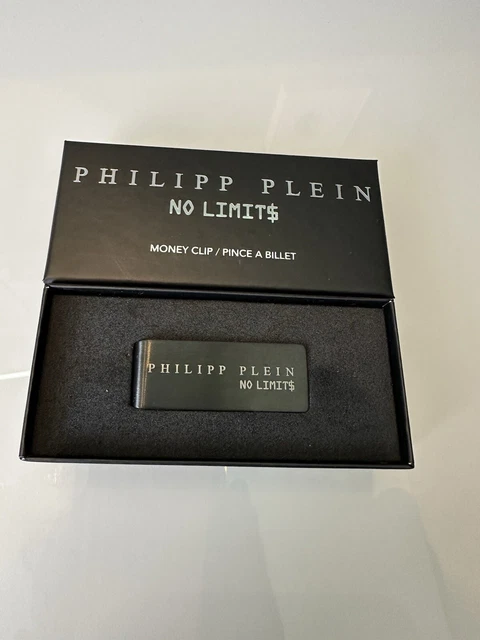 PHILIPP PLEIN
NO LIMIT$
MONEY CLIP / PINCE A BILLET
PHILIPP PLEIN
NO LIMIT$